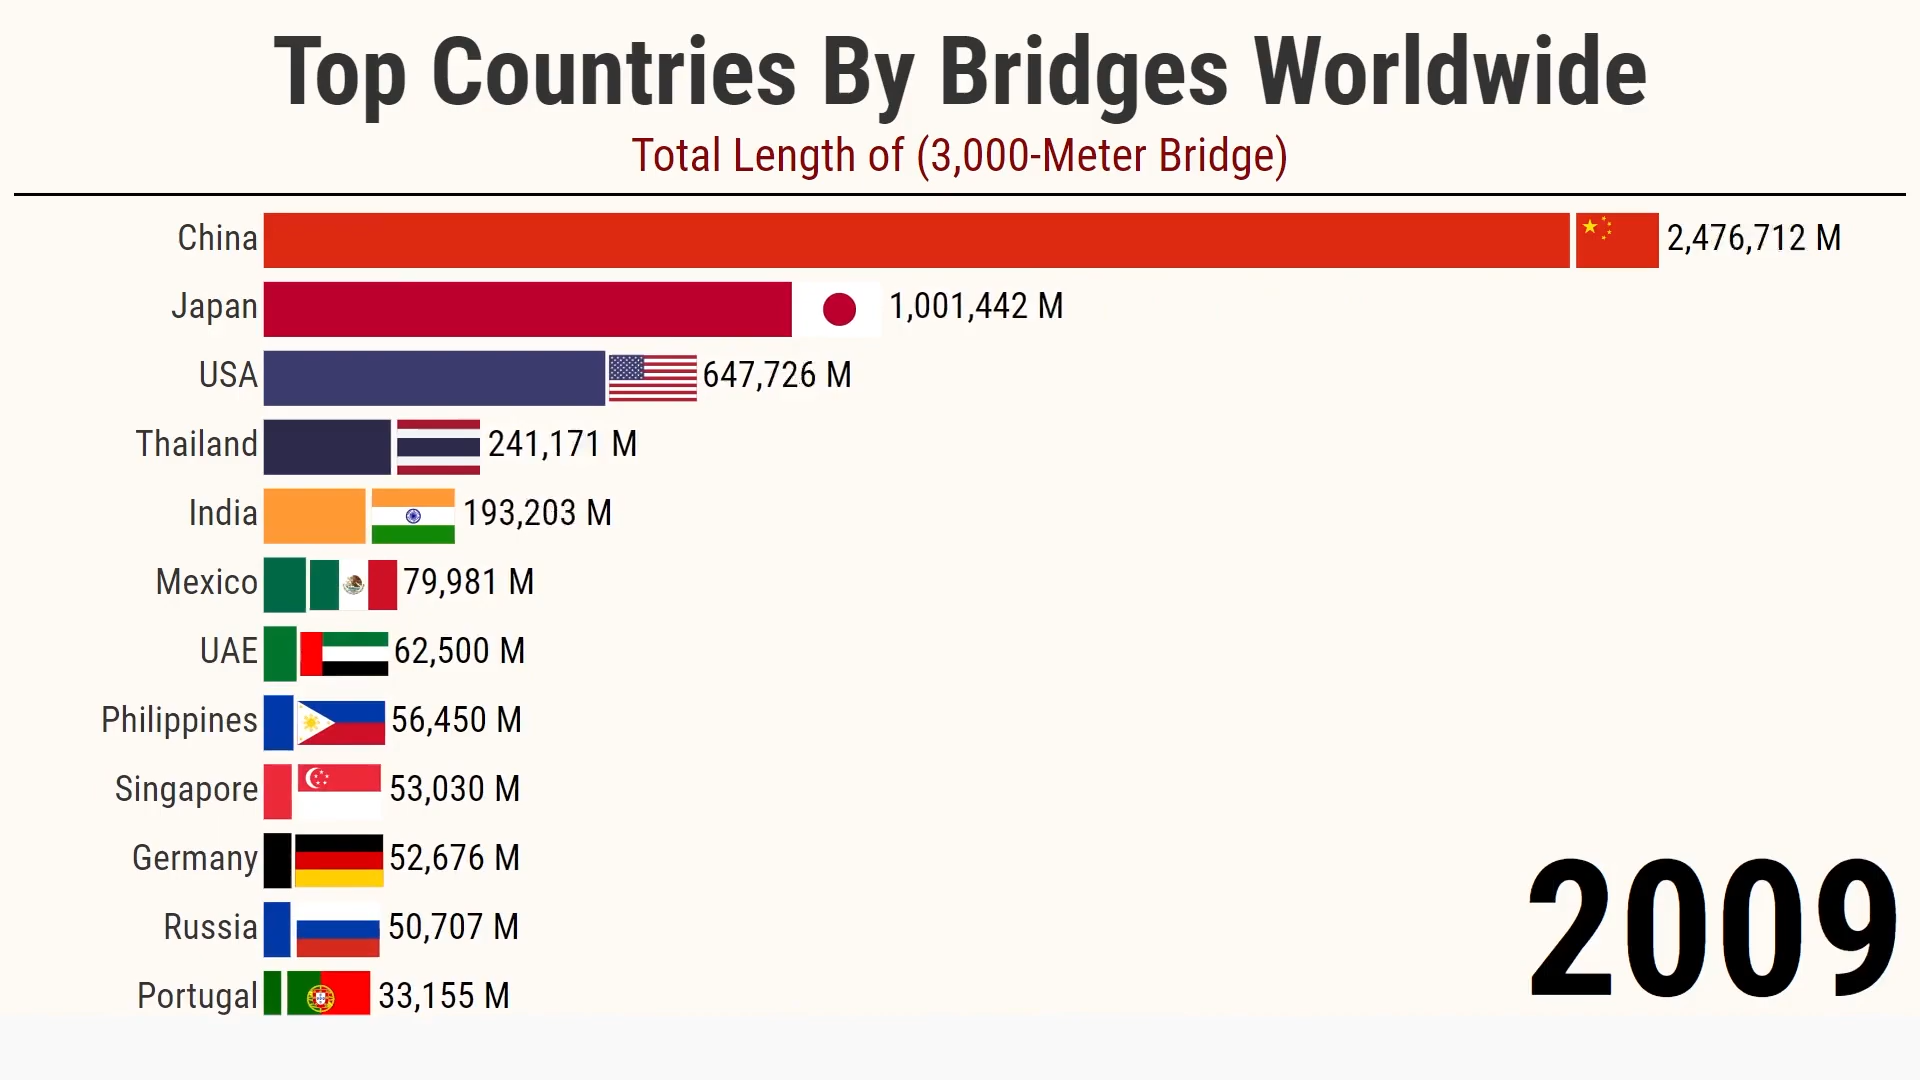 Top Countries By Bridges Worldwide
Total Length of (3,000-Meter Bridge)
China 2,476,712 M
Japan 1,001,442 M
USA 647,726 M
Thailand 241,171 M
India 193,203 M
Mexico 79,981 M
UAE 62,500 M
Philippines 56,450 M
Singapore 53,030 M
Germany 52,676 M
Russia 50,707 M
Portugal 33,155 M
2009